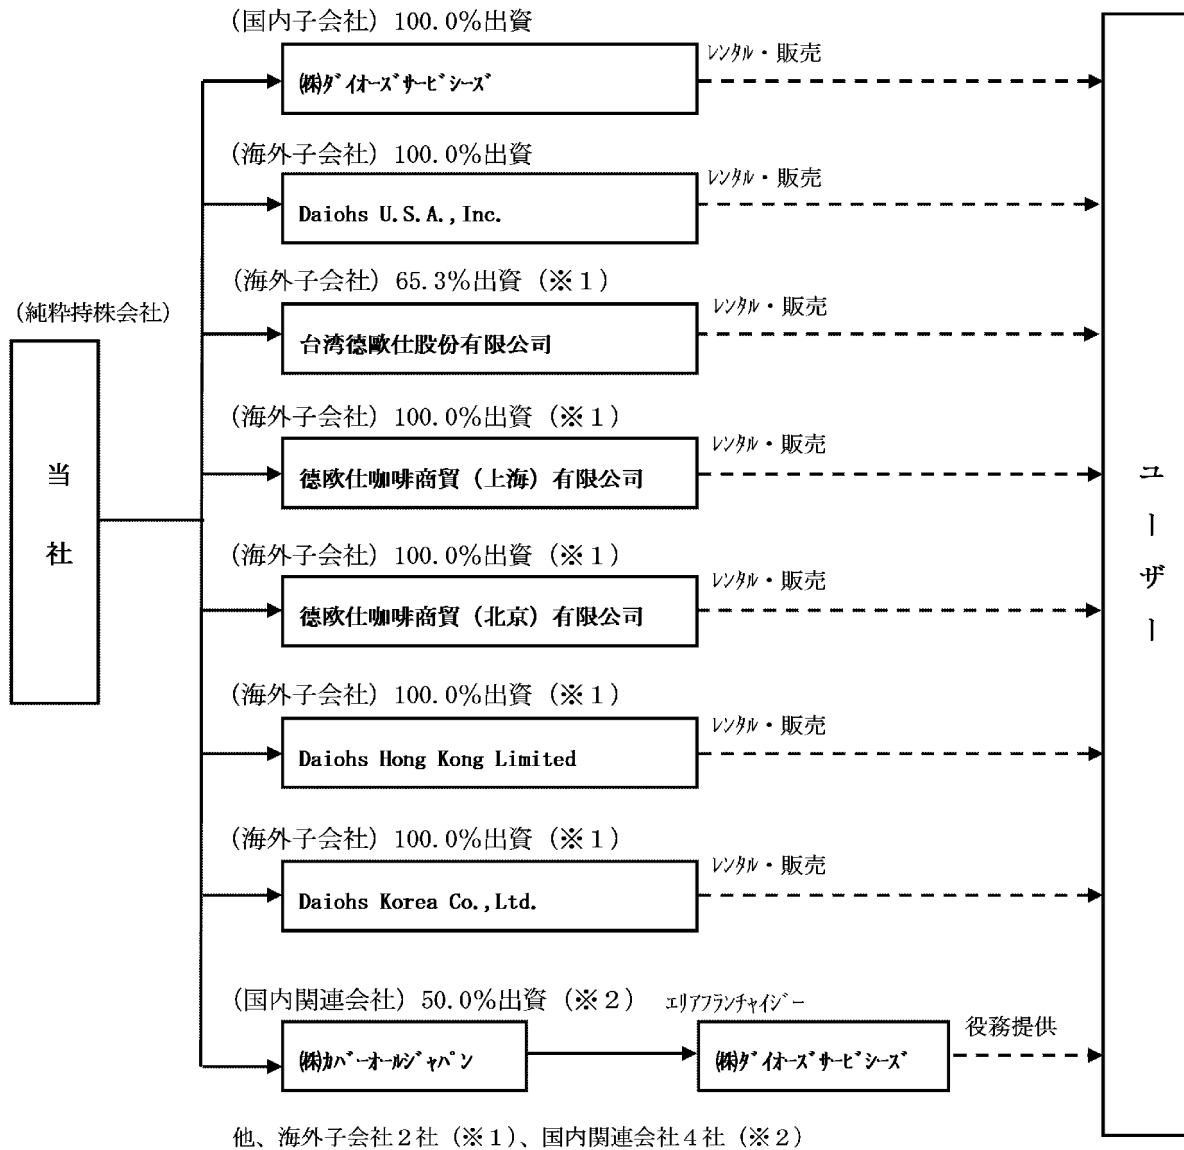 (国内子会社) 100.0%出資
レンタル・販売
㈱ダイオーズサービシーズ
(海外子会社) 100.0%出資
レンタル・販売
Daiohs U.S.A.,Inc.
(海外子会社) 65.3%出資 (※1)
レンタル・販売
台湾德歐仕股份有限公司
(純粋持株会社)
(海外子会社) 100.0%出資 (※1)
レンタル・販売
德欧仕咖啡商貿（上海）有限公司
当社
ユーザー
(海外子会社) 100.0%出資 (※1)
レンタル・販売
德欧仕咖啡商貿（北京）有限公司
(海外子会社) 100.0%出資 (※1)
レンタル・販売
Daiohs Hong Kong Limited
(海外子会社) 100.0%出資 (※1)
レンタル・販売
Daiohs Korea Co.,Ltd.
(国内関連会社) 50.0%出資 (※2) エリアフランチャイジー
役務提供
㈱カバーオールジャパン
㈱ダイオーズサービシーズ
他、海外子会社2社 (※1)、国内関連会社4社 (※2)